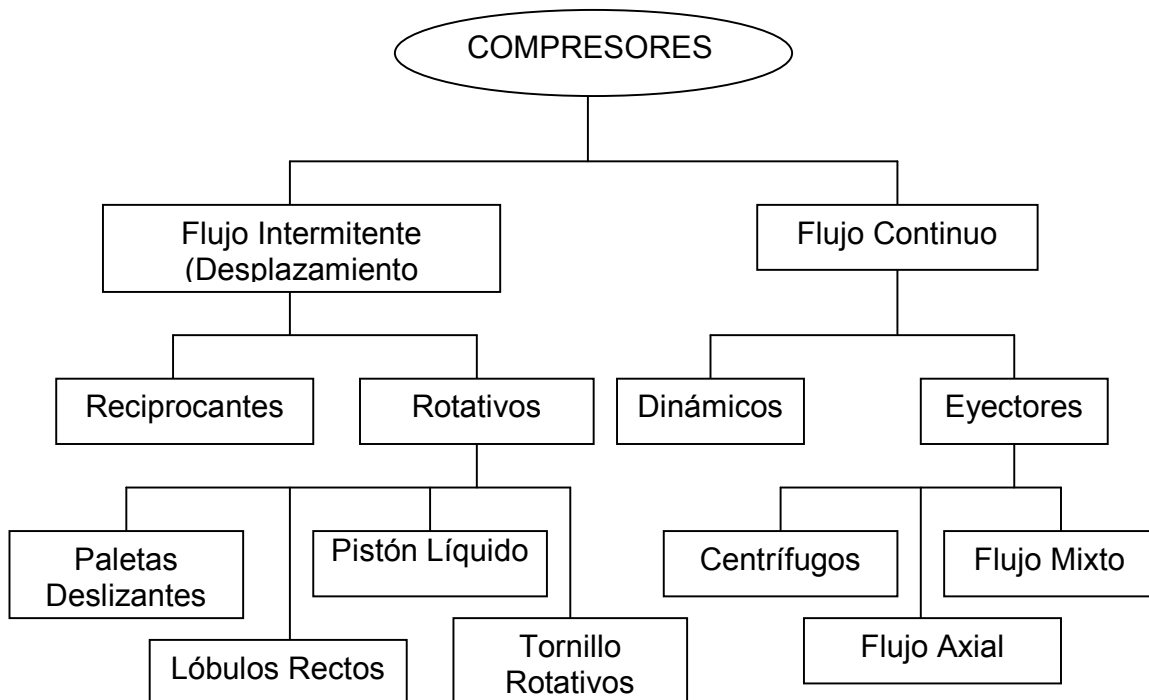 COMPRESORES
Flujo Intermitente
(Desplazamiento
Flujo Continuo
Reciprocantes
Rotativos
Dinámicos
Eyectores
Paletas
Deslizantes
Pistón Líquido
Centrífugos
Flujo Mixto
Lóbulos Rectos
Tornillo
Rotativos
Flujo Axial